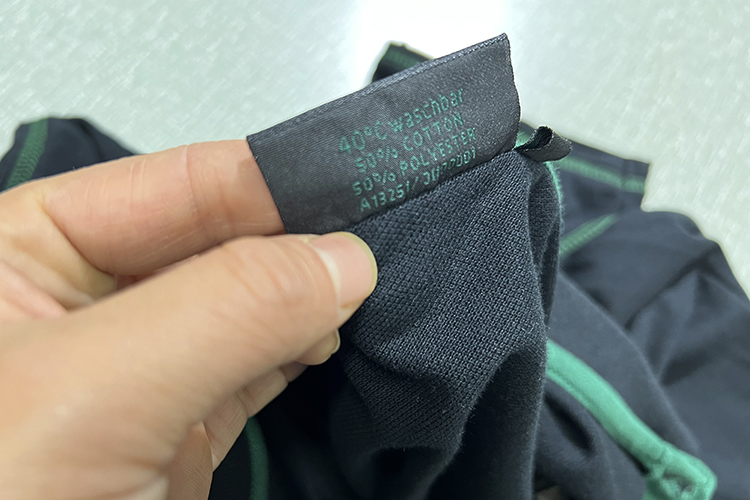 40°C waschbar
50% COTTON
50% POLYESTER